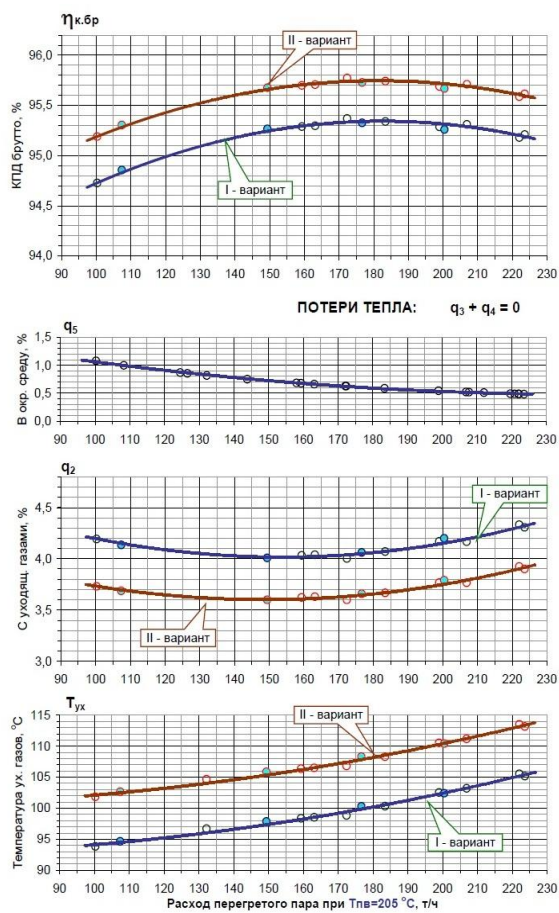 ηк.бр
КПД брутто, %
96,0
95,5
95,0
94,5
94,0
II - вариант
I - вариант
90 100 110 120 130 140 150 160 170 180 190 200 210 220 230
ПОТЕРИ ТЕПЛА: q3 + q4 = 0
q5
В окр. среду, %
1,5
1,0
0,5
0,0
90 100 110 120 130 140 150 160 170 180 190 200 210 220 230
q2
С уходящ. газами, %
4,5
4,0
3,5
3,0
I - вариант
II - вариант
90 100 110 120 130 140 150 160 170 180 190 200 210 220 230
Tух
Температура ух. газов, °С
115
110
105
100
95
90
II - вариант
I - вариант
90 100 110 120 130 140 150 160 170 180 190 200 210 220 230
Расход перегретого пара при Тпв=205 °С, т/ч